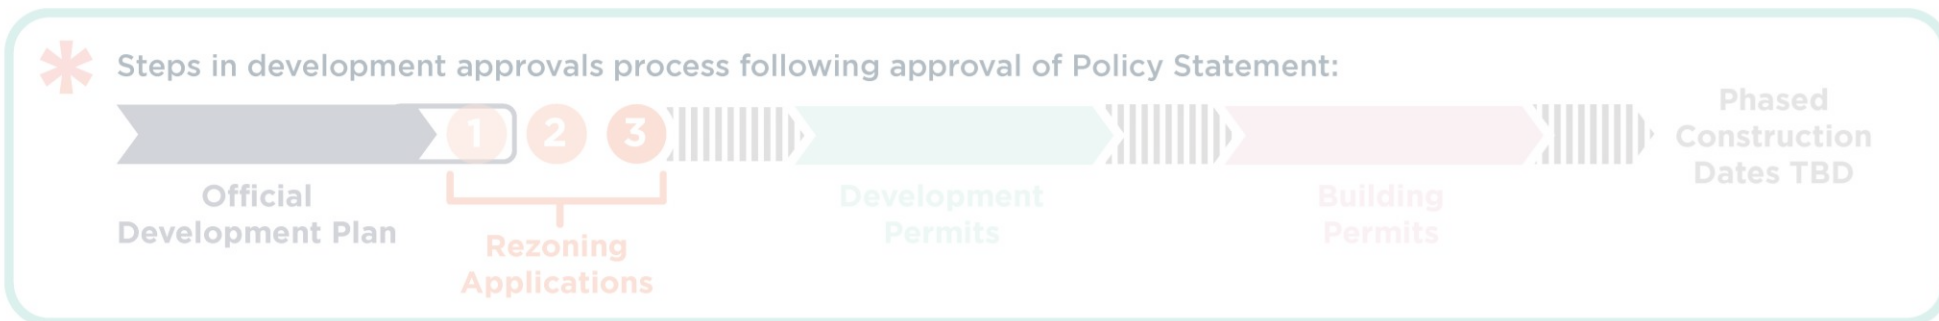 Steps in development approvals process following approval of Policy Statement:
1 2 3
Official
Development Plan
Rezoning
Applications
Development
Permits
Building
Permits
Phased
Construction
Dates TBD